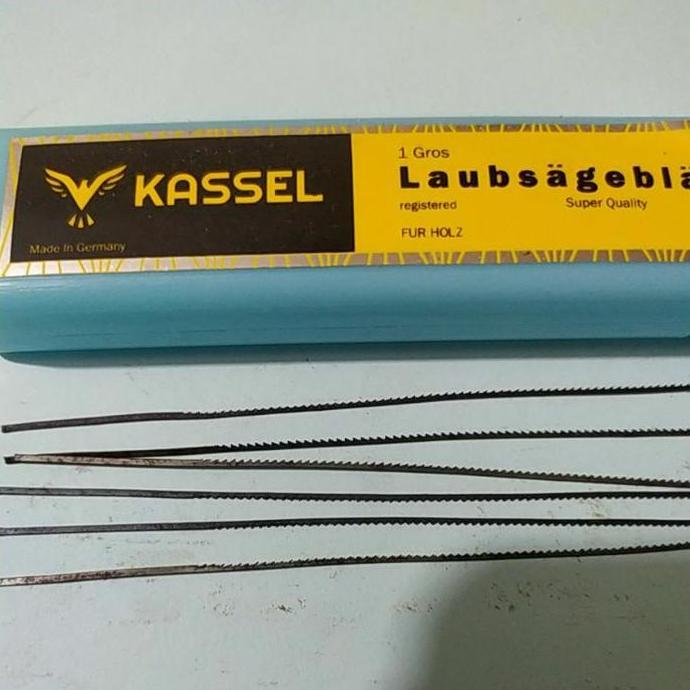 KASSEL
Made In Germany
1 Gros
Laubsägeblä
registered
Super Quality
FUR HOLZ